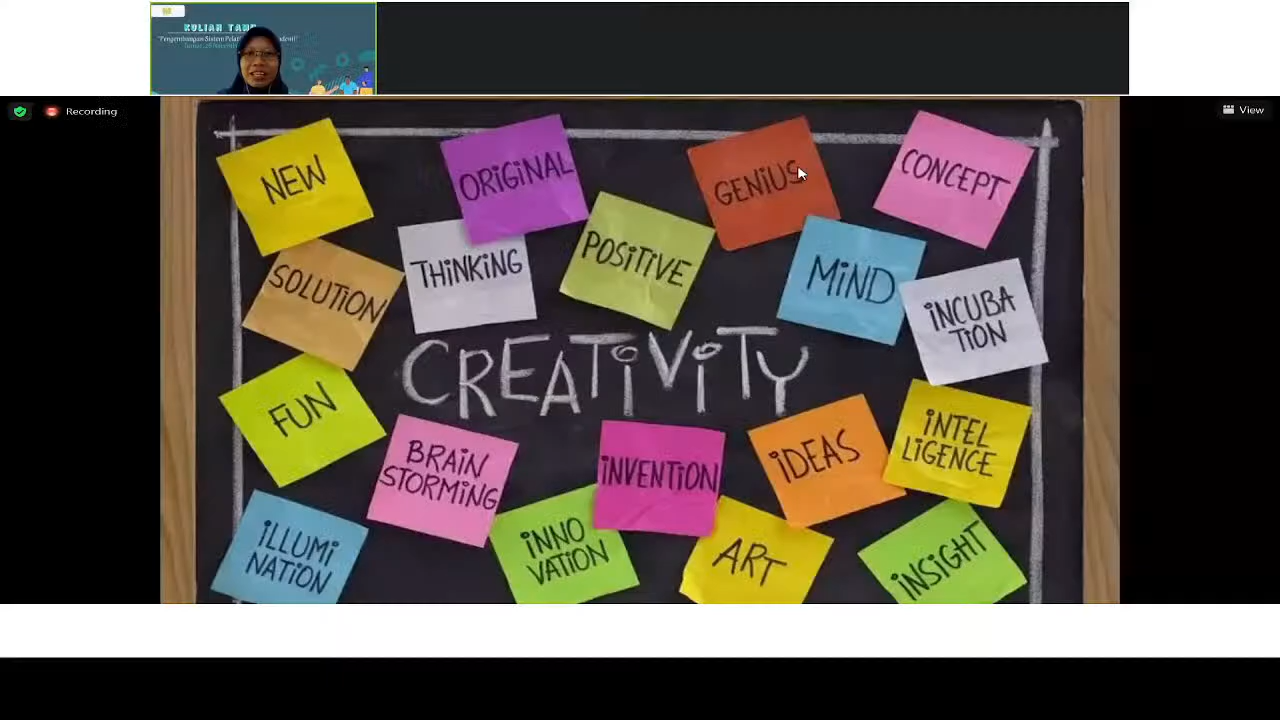 KULIAH TAMU
Recording
View
NEW
ORiGiNAL
GENiUS
CONCEPT
SOLUTiON
THiNKiNG
POSiTiVE
MiND
iNCUBA
TiON
CREATiViTY
FUN
BRAiN
STORMiNG
iNVENTiON
iDEAS
iNTEL
LiGENCE
iLLUMi
NATiON
iNNO
VATiON
ART
iNSiGHT